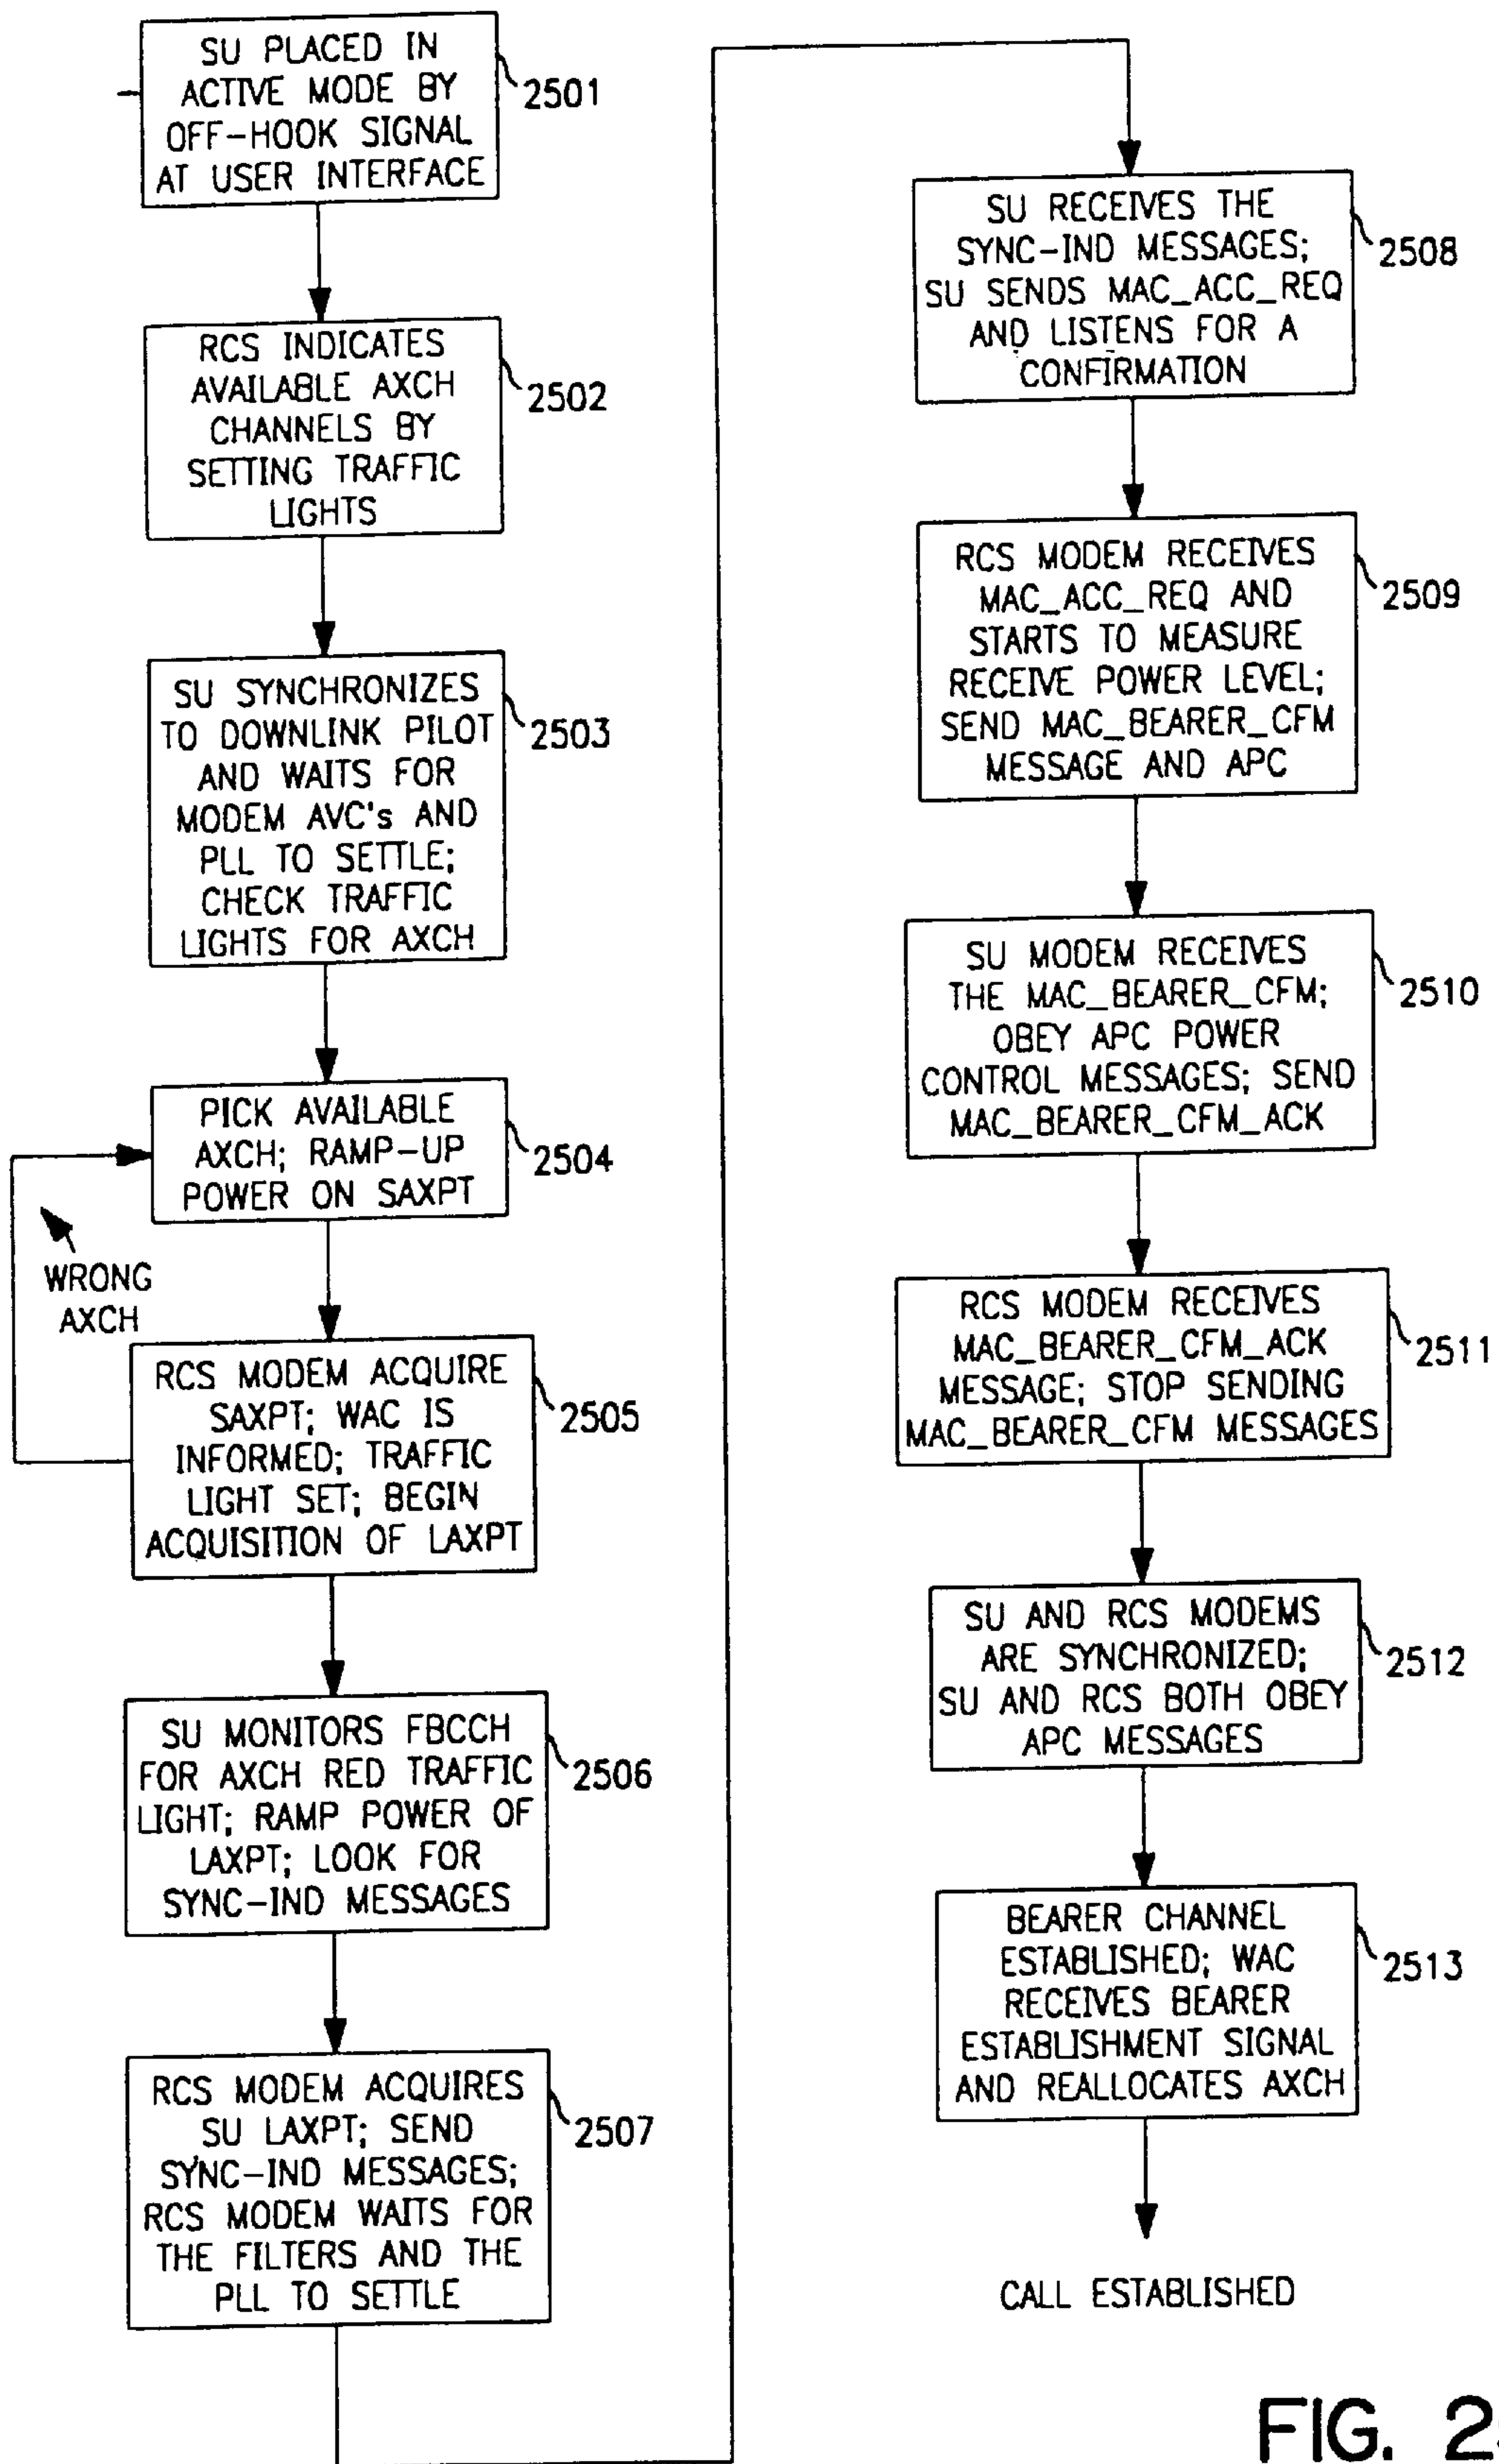 SU PLACED IN
ACTIVE MODE BY
OFF-HOOK SIGNAL
AT USER INTERFACE
2501
RCS INDICATES
AVAILABLE AXCH
CHANNELS BY
SETTING TRAFFIC
LIGHTS
2502
SU SYNCHRONIZES
TO DOWNLINK PILOT
AND WAITS FOR
MODEM AVC's AND
PLL TO SETTLE;
CHECK TRAFFIC
LIGHTS FOR AXCH
2503
PICK AVAILABLE
AXCH; RAMP-UP
POWER ON SAXPT
2504
WRONG
AXCH
RCS MODEM ACQUIRE
SAXPT; WAC IS
INFORMED; TRAFFIC
LIGHT SET; BEGIN
ACQUISITION OF LAXPT
2505
SU MONITORS FBCCH
FOR AXCH RED TRAFFIC
LIGHT; RAMP POWER OF
LAXPT; LOOK FOR
SYNC-IND MESSAGES
2506
RCS MODEM ACQUIRES
SU LAXPT; SEND
SYNC-IND MESSAGES;
RCS MODEM WAITS FOR
THE FILTERS AND THE
PLL TO SETTLE
2507
SU RECEIVES THE
SYNC-IND MESSAGES;
SU SENDS MAC_ACC_REQ
AND LISTENS FOR A
CONFIRMATION
2508
RCS MODEM RECEIVES
MAC_ACC_REQ AND
STARTS TO MEASURE
RECEIVE POWER LEVEL;
SEND MAC_BEARER_CFM
MESSAGE AND APC
2509
SU MODEM RECEIVES
THE MAC_BEARER_CFM;
OBEY APC POWER
CONTROL MESSAGES; SEND
MAC_BEARER_CFM_ACK
2510
RCS MODEM RECEIVES
MAC_BEARER_CFM_ACK
MESSAGE; STOP SENDING
MAC_BEARER_CFM MESSAGES
2511
SU AND RCS MODEMS
ARE SYNCHRONIZED;
SU AND RCS BOTH OBEY
APC MESSAGES
2512
BEARER CHANNEL
ESTABLISHED; WAC
RECEIVES BEARER
ESTABLISHMENT SIGNAL
AND REALLOCATES AXCH
2513
CALL ESTABLISHED
FIG. 2